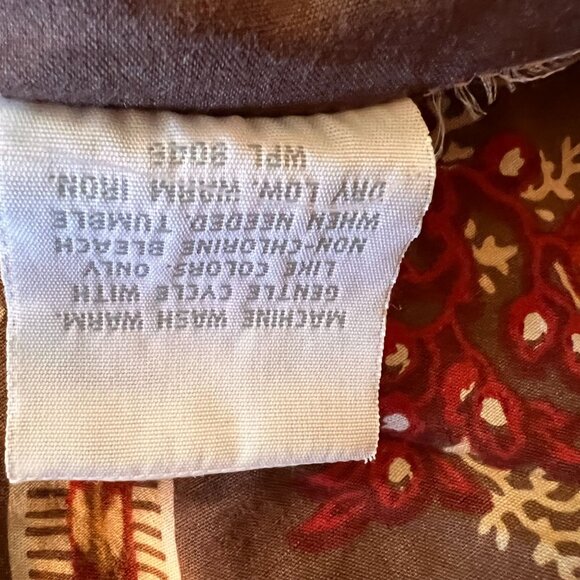 MACHINE WASH WARM.
GENTLE CYCLE WITH
LIKE COLORS. ONLY
NON-CHLORINE BLEACH
WHEN NEEDED. TUMBLE
DRY LOW. WARM IRON.
WPL 8046